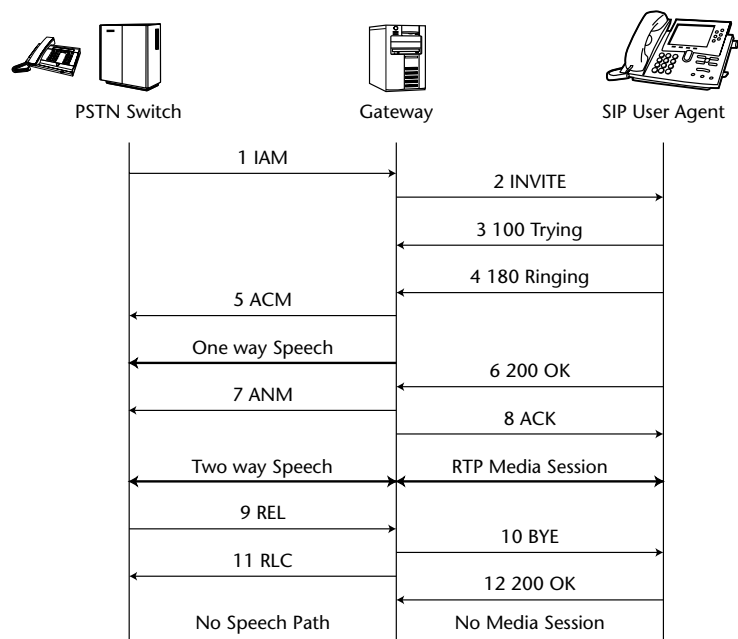 PSTN Switch
Gateway
SIP User Agent
1 IAM
2 INVITE
3 100 Trying
4 180 Ringing
5 ACM
One way Speech
6 200 OK
7 ANM
8 ACK
Two way Speech
RTP Media Session
9 REL
10 BYE
11 RLC
12 200 OK
No Speech Path
No Media Session